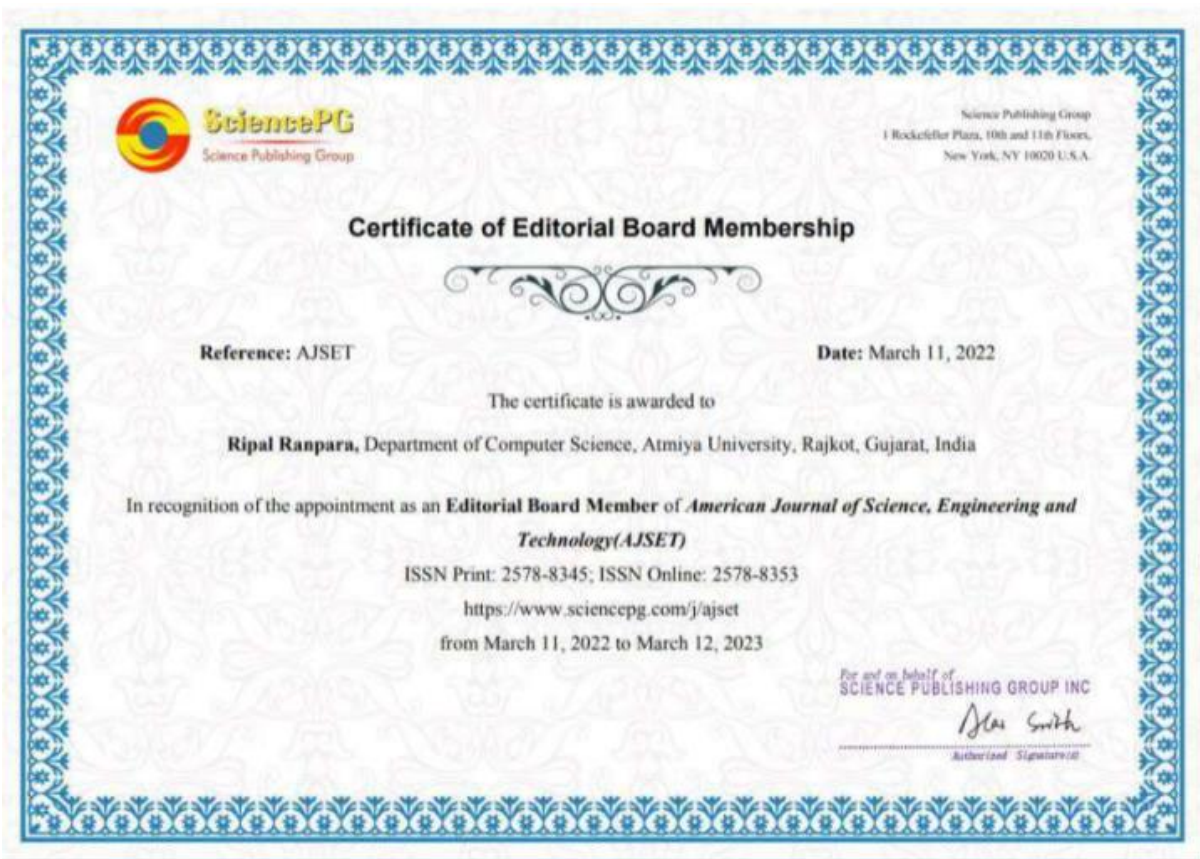 SciencePG
Science Publishing Group
Science Publishing Group
1 Rockefeller Plaza, 10th and 11th Floors,
New York, NY 10020 U.S.A.
Certificate of Editorial Board Membership
Reference: AJSET
Date: March 11, 2022
The certificate is awarded to
Ripal Ranpara, Department of Computer Science, Atmiya University, Rajkot, Gujarat, India
In recognition of the appointment as an Editorial Board Member of American Journal of Science, Engineering and
Technology(AJSET)
ISSN Print: 2578-8345; ISSN Online: 2578-8353
https://www.sciencepg.com/j/ajset
from March 11, 2022 to March 12, 2023
For and on behalf of
SCIENCE PUBLISHING GROUP INC
Smith
Authorized Signature(s)